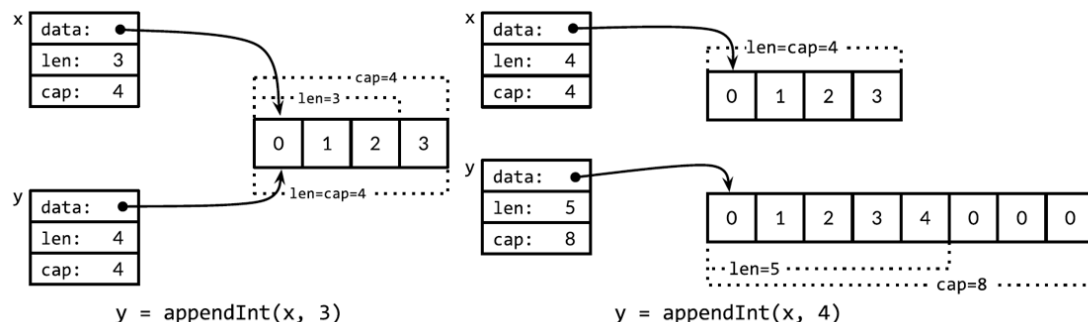 x
data:
len: 3
cap: 4
cap=4
len=3
0 1 2 3
len=cap=4
y
data:
len: 4
cap: 4
y = appendInt(x, 3)
x
data:
len: 4
cap: 4
len=cap=4
0 1 2 3
y
data:
len: 5
cap: 8
0 1 2 3 4 0 0 0
len=5
cap=8
y = appendInt(x, 4)